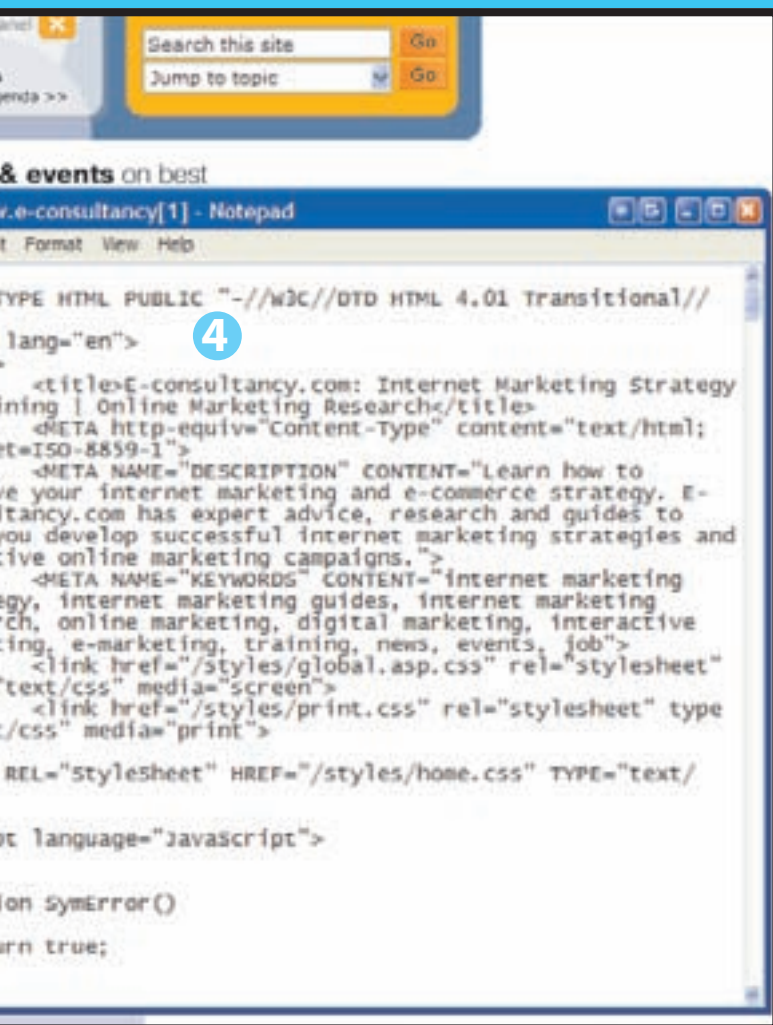 anel
Search this site Go
Jump to topic Go
genda >>
& events on best
r.e-consultancy[1] - Notepad
t Format View Help
TYPE HTML PUBLIC "-//W3C//DTD HTML 4.01 Transitional//
lang="en">
4
>
<title>E-consultancy.com: Internet Marketing Strategy
ining | Online Marketing Research</title>
<META http-equiv="Content-Type" content="text/html;
et=ISO-8859-1">
<META NAME="DESCRIPTION" CONTENT="Learn how to
ve your internet marketing and e-commerce strategy. E-
ltancy.com has expert advice, research and guides to
you develop successful internet marketing strategies and
tive online marketing campaigns.">
<META NAME="KEYWORDS" CONTENT="internet marketing
egy, internet marketing guides, internet marketing
rch, online marketing, digital marketing, interactive
ting, e-marketing, training, news, events, job">
<link href="/styles/global.asp.css" rel="stylesheet"
"text/css" media="screen">
<link href="/styles/print.css" rel="stylesheet" type
t/css" media="print">
REL="StyleSheet" HREF="/styles/home.css" TYPE="text/
pt language="JavaScript">
ion SymError()
urn true;